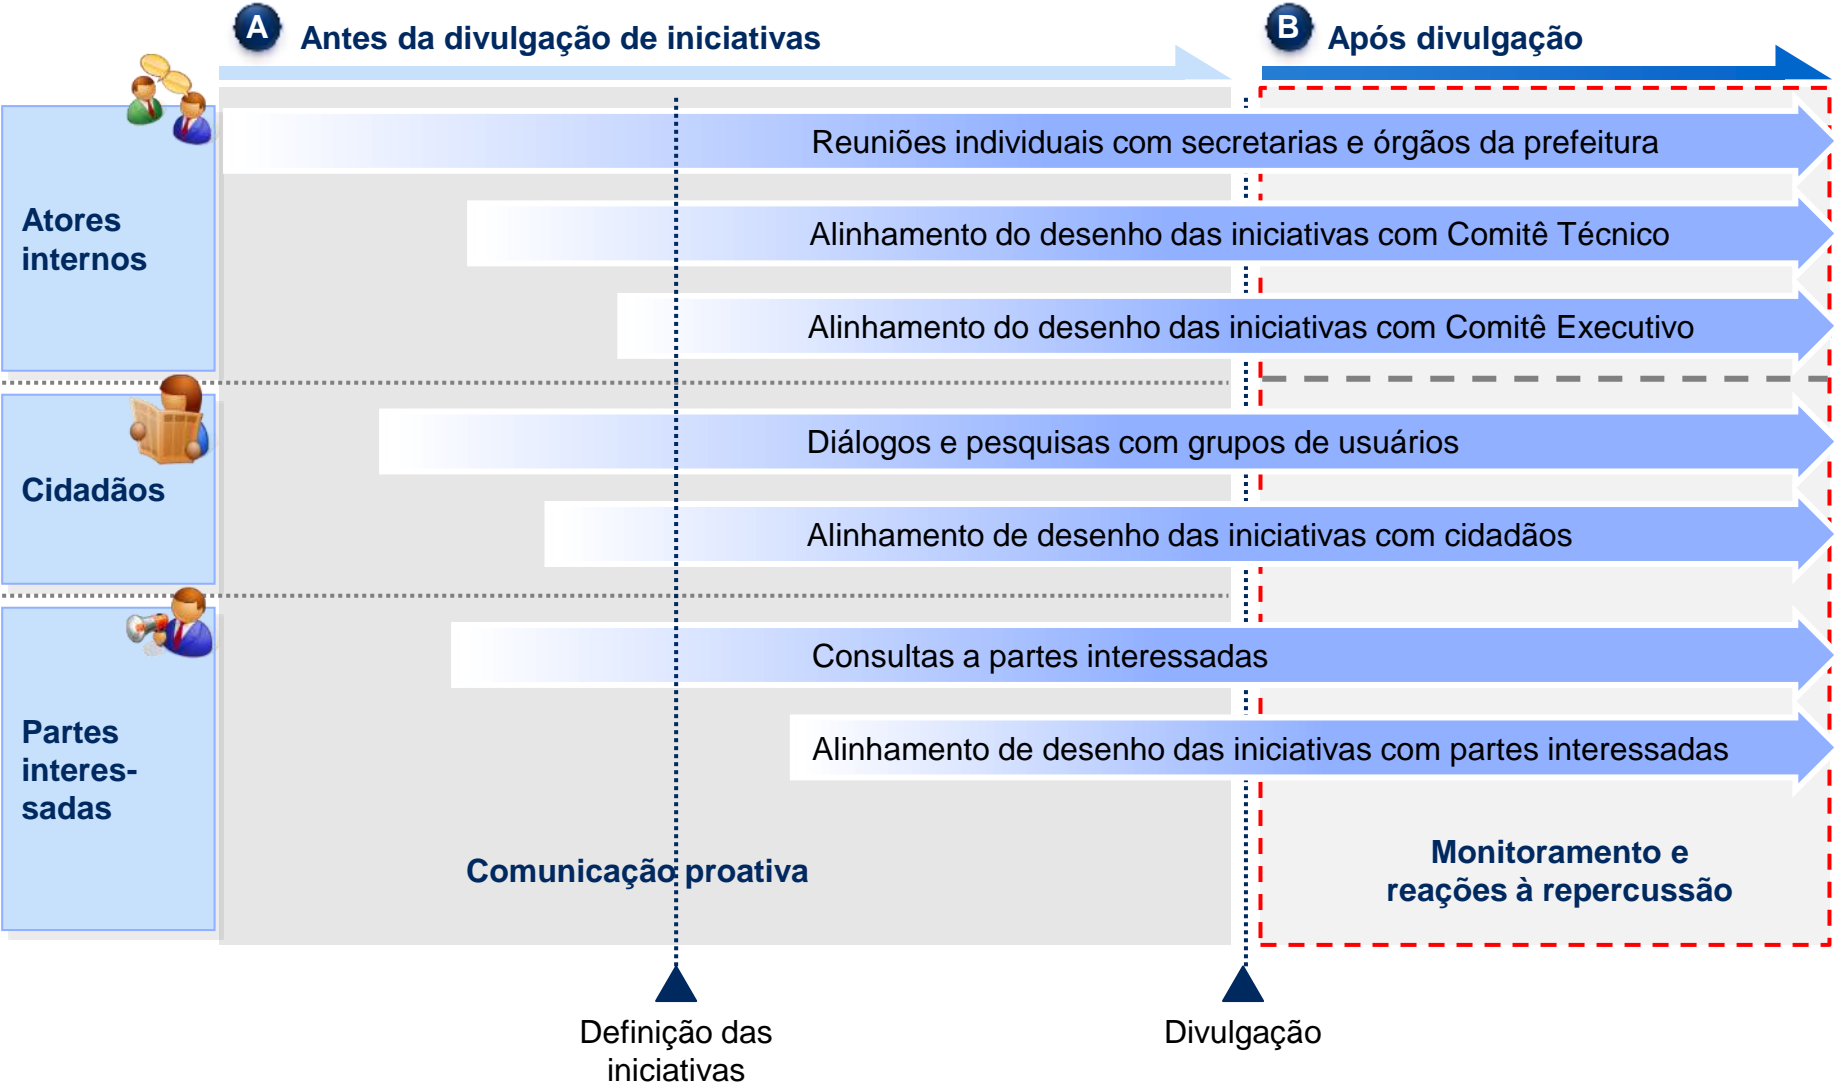 A Antes da divulgação de iniciativas
B Após divulgação
Atores
internos
Reuniões individuais com secretarias e órgãos da prefeitura
Alinhamento do desenho das iniciativas com Comitê Técnico
Alinhamento do desenho das iniciativas com Comitê Executivo
Cidadãos
Diálogos e pesquisas com grupos de usuários
Alinhamento de desenho das iniciativas com cidadãos
Partes
interes-
sadas
Consultas a partes interessadas
Alinhamento de desenho das iniciativas com partes interessadas
Comunicação proativa
Monitoramento e
reações à repercussão
Definição das
iniciativas
Divulgação